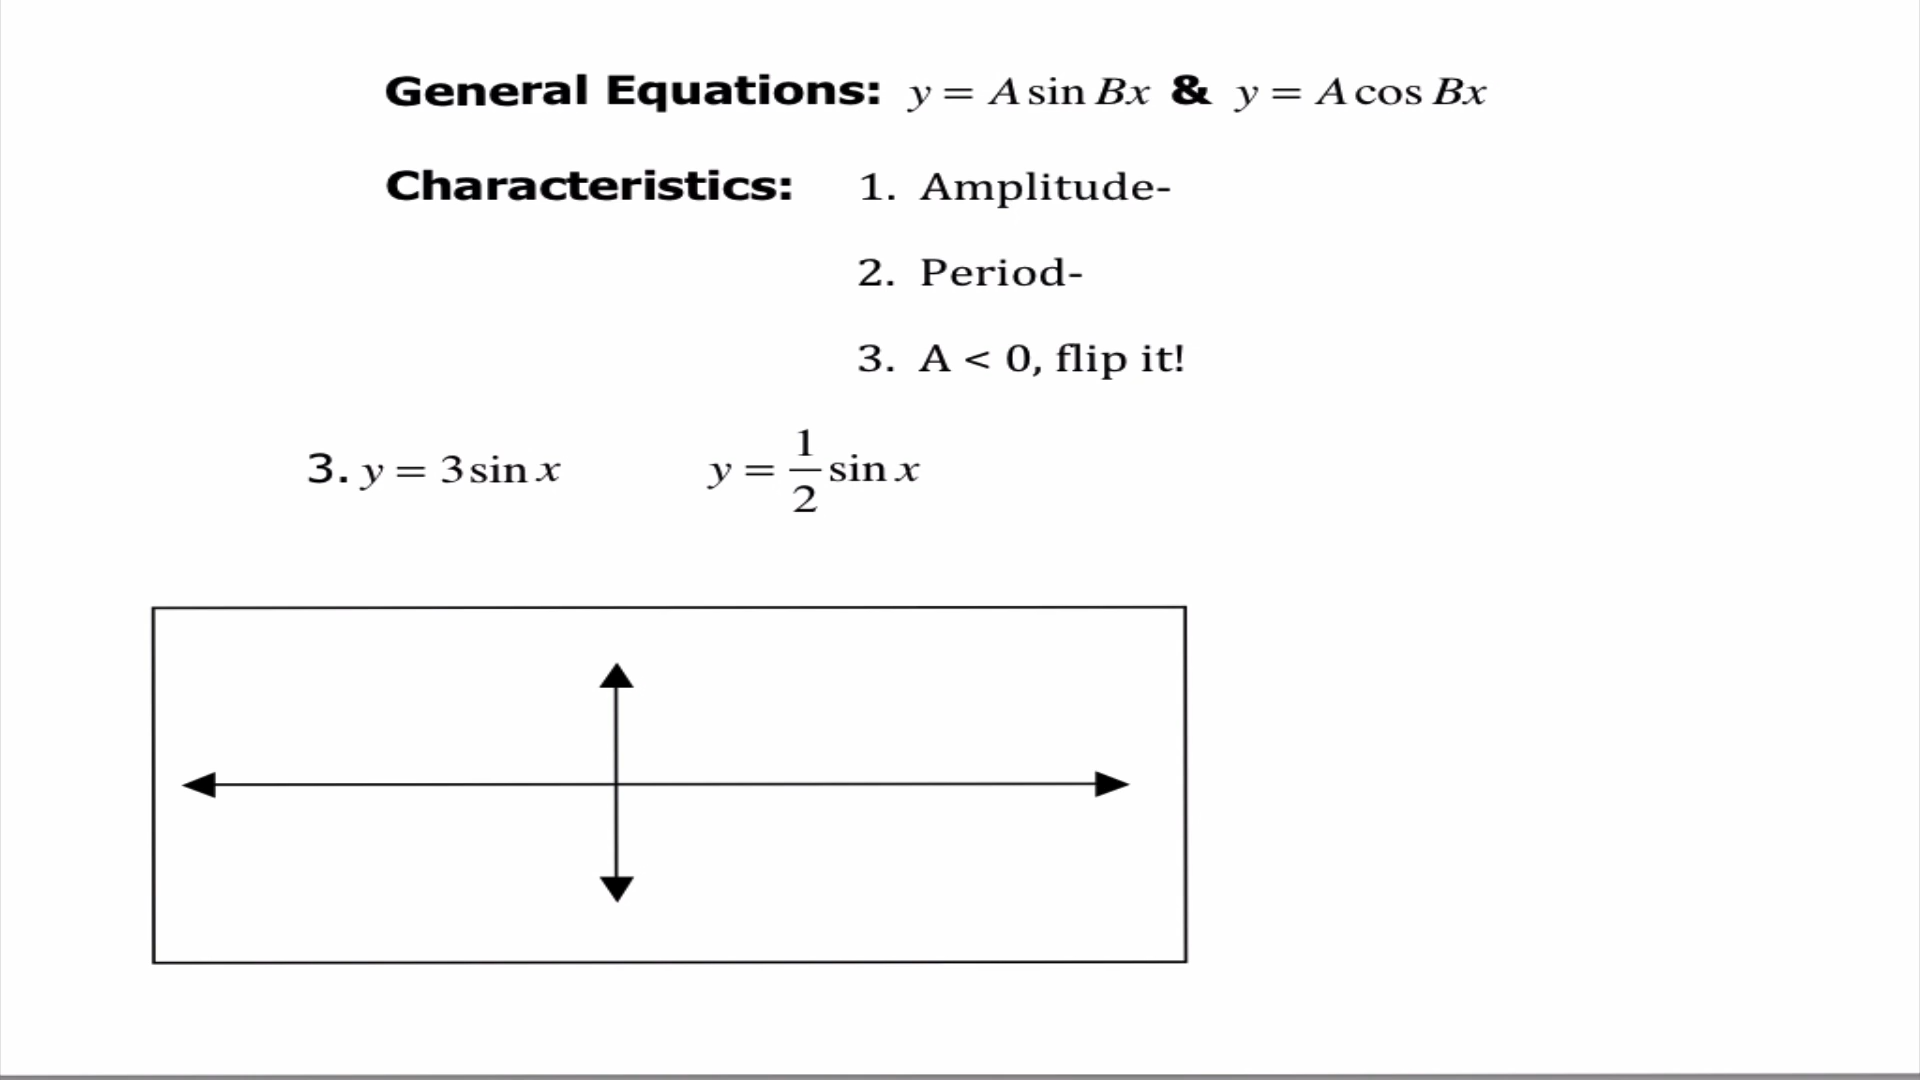 General Equations: y = A sin Bx & y = A cos Bx
Characteristics: 1. Amplitude-
2. Period-
3. A < 0, flip it!
3. y = 3 sin x y = 1/2 sin x